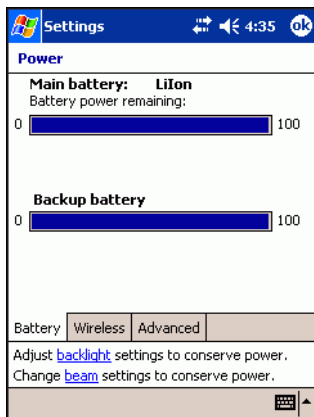 Settings 4:35 ok
Power
Main battery: LiIon
Battery power remaining:
0 100
Backup battery
0 100
Battery Wireless Advanced
Adjust backlight settings to conserve power.
Change beam settings to conserve power.